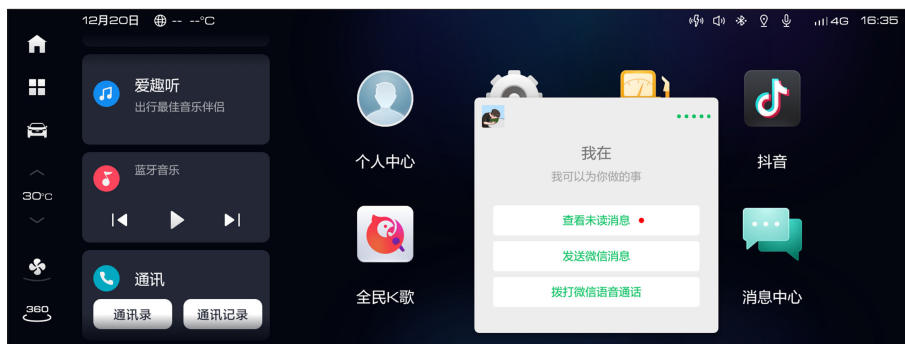 12月20日 -- --°C
4G 16:35
爱趣听
出行最佳音乐伴侣
蓝牙音乐
30°C
通讯
通讯录 通讯记录
360
个人中心
抖音
全民K歌
消息中心
我在
我可以为你做的事
查看未读消息
发送微信消息
拨打微信语音通话